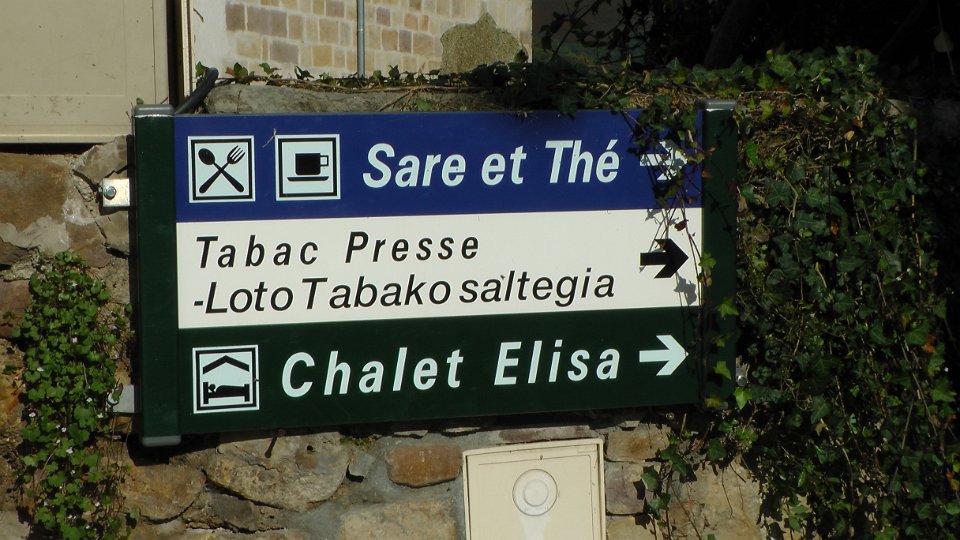 Sare et Thé
Tabac Presse
-Loto Tabako saltegia
Chalet Elisa